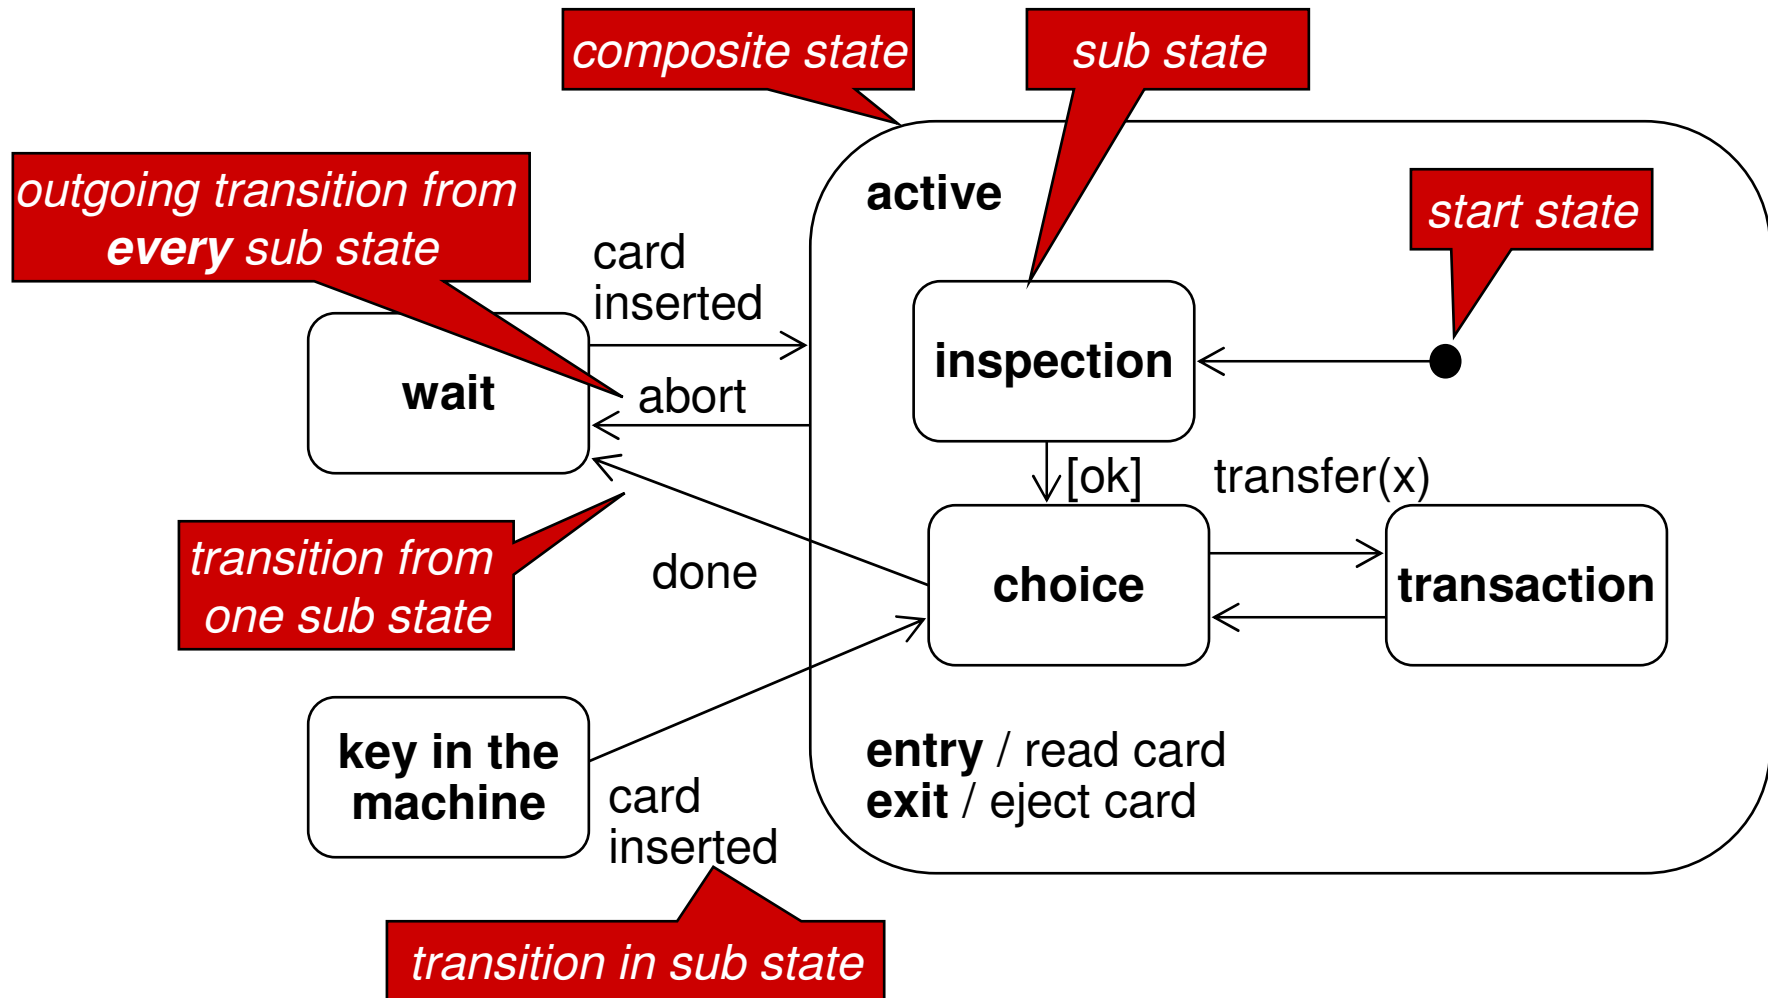 composite state
sub state
outgoing transition from
every sub state
active
start state
card
inserted
inspection
wait
abort
[ok]
transfer(x)
transition from
one sub state
done
choice
transaction
key in the
machine
entry / read card
exit / eject card
card
inserted
transition in sub state